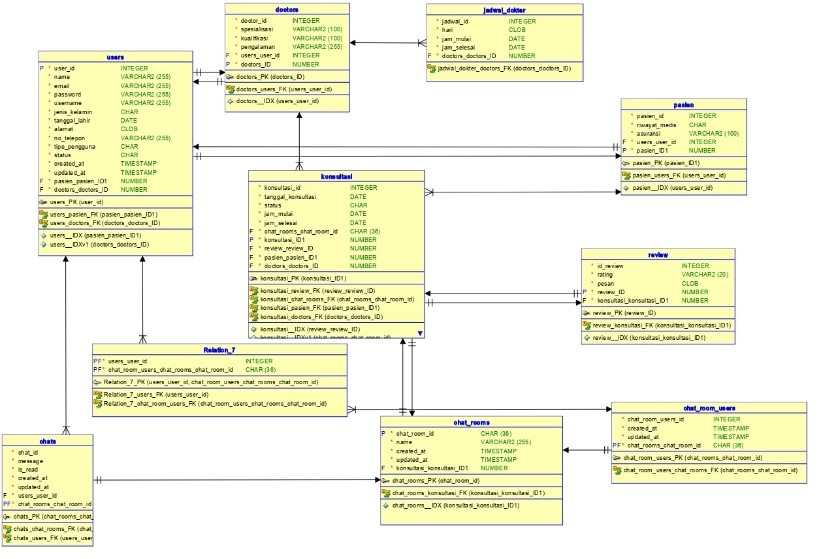 doctors
* doctor_id INTEGER
* spesialisasi VARCHAR2 (100)
* kualifikasi VARCHAR2 (100)
* pengalaman VARCHAR2 (255)
F * users_user_id INTEGER
P * doctors_ID NUMBER
doctors_PK (doctors_ID)
doctors_users_FK (users_user_id)
doctors__IDX (users_user_id)
jadwal_dokter
* jadwal_id INTEGER
* hari CLOB
* jam_mulai DATE
* jam_selesai DATE
F * doctors_doctors_ID NUMBER
jadwal_dokter_doctors_FK (doctors_doctors_ID)
users
P * user_id INTEGER
* name VARCHAR2 (255)
* email VARCHAR2 (255)
* password VARCHAR2 (255)
* username VARCHAR2 (255)
* jenis_kelamin CHAR
* tanggal_lahir DATE
* alamat CLOB
* no_telepon VARCHAR2 (255)
* tipe_pengguna CHAR
* status CHAR
* created_at TIMESTAMP
* updated_at TIMESTAMP
F * pasien_pasien_ID1 NUMBER
F * doctors_doctors_ID NUMBER
users_PK (user_id)
users_pasien_FK (pasien_pasien_ID1)
users_doctors_FK (doctors_doctors_ID)
users__IDX (pasien_pasien_ID1)
users__IDXv1 (doctors_doctors_ID)
pasien
* pasien_id INTEGER
* riwayat_medis CHAR
* asuransi VARCHAR2 (100)
F * users_user_id INTEGER
P * pasien_ID1 NUMBER
pasien_PK (pasien_ID1)
pasien_users_FK (users_user_id)
pasien__IDX (users_user_id)
konsultasi
* konsultasi_id INTEGER
* tanggal_konsultasi DATE
* status CHAR
* jam_mulai DATE
* jam_selesai DATE
F * chat_rooms_chat_room_id CHAR (36)
P * konsultasi_ID1 NUMBER
F * review_review_ID NUMBER
F * pasien_pasien_ID1 NUMBER
F * doctors_doctors_ID NUMBER
konsultasi_PK (konsultasi_ID1)
konsultasi_review_FK (review_review_ID)
konsultasi_chat_rooms_FK (chat_rooms_chat_room_id)
konsultasi_pasien_FK (pasien_pasien_ID1)
konsultasi_doctors_FK (doctors_doctors_ID)
konsultasi__IDX (review_review_ID)
review
* id_review INTEGER
* rating VARCHAR2 (20)
* pesan CLOB
P * review_ID NUMBER
F * konsultasi_konsultasi_ID1 NUMBER
review_PK (review_ID)
review_konsultasi_FK (konsultasi_konsultasi_ID1)
review__IDX (konsultasi_konsultasi_ID1)
Relation_7
PF* users_user_id INTEGER
PF* chat_room_users_chat_rooms_chat_room_id CHAR (36)
Relation_7_PK (users_user_id, chat_room_users_chat_rooms_chat_room_id)
Relation_7_users_FK (users_user_id)
Relation_7_chat_room_users_FK (chat_room_users_chat_rooms_chat_room_id)
chats
* chat_id
* message
* is_read
* created_at
* updated_at
F * users_user_id
PF* chat_rooms_chat_room_id
chats_PK (chat_rooms_chat_
chats_chat_rooms_FK (chat_
chats_users_FK (users_user
chat_rooms
P * chat_room_id CHAR (36)
* name VARCHAR2 (255)
* created_at TIMESTAMP
* updated_at TIMESTAMP
F * konsultasi_konsultasi_ID1 NUMBER
chat_rooms_PK (chat_room_id)
chat_rooms_konsultasi_FK (konsultasi_konsultasi_ID1)
chat_rooms__IDX (konsultasi_konsultasi_ID1)
chat_room_users
* chat_room_users_id INTEGER
* created_at TIMESTAMP
* updated_at TIMESTAMP
PF* chat_rooms_chat_room_id CHAR (36)
chat_room_users_PK (chat_rooms_chat_room_id)
chat_room_users_chat_rooms_FK (chat_rooms_chat_room_id)